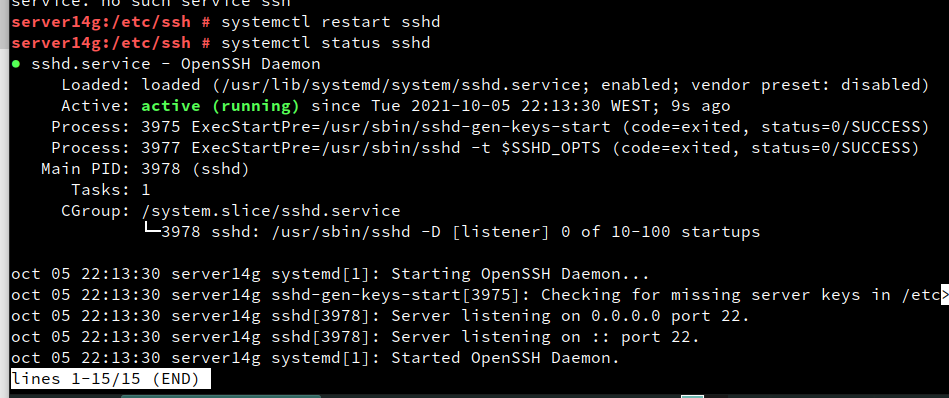 service: no such service ssh
server14g:/etc/ssh # systemctl restart sshd
server14g:/etc/ssh # systemctl status sshd
● sshd.service - OpenSSH Daemon
Loaded: loaded (/usr/lib/systemd/system/sshd.service; enabled; vendor preset: disabled)
Active: active (running) since Tue 2021-10-05 22:13:30 WEST; 9s ago
Process: 3975 ExecStartPre=/usr/sbin/sshd-gen-keys-start (code=exited, status=0/SUCCESS)
Process: 3977 ExecStartPre=/usr/sbin/sshd -t $SSHD_OPTS (code=exited, status=0/SUCCESS)
Main PID: 3978 (sshd)
Tasks: 1
CGroup: /system.slice/sshd.service
└─3978 sshd: /usr/sbin/sshd -D [listener] 0 of 10-100 startups
oct 05 22:13:30 server14g systemd[1]: Starting OpenSSH Daemon...
oct 05 22:13:30 server14g sshd-gen-keys-start[3975]: Checking for missing server keys in /etc>
oct 05 22:13:30 server14g sshd[3978]: Server listening on 0.0.0.0 port 22.
oct 05 22:13:30 server14g sshd[3978]: Server listening on :: port 22.
oct 05 22:13:30 server14g systemd[1]: Started OpenSSH Daemon.
lines 1-15/15 (END)